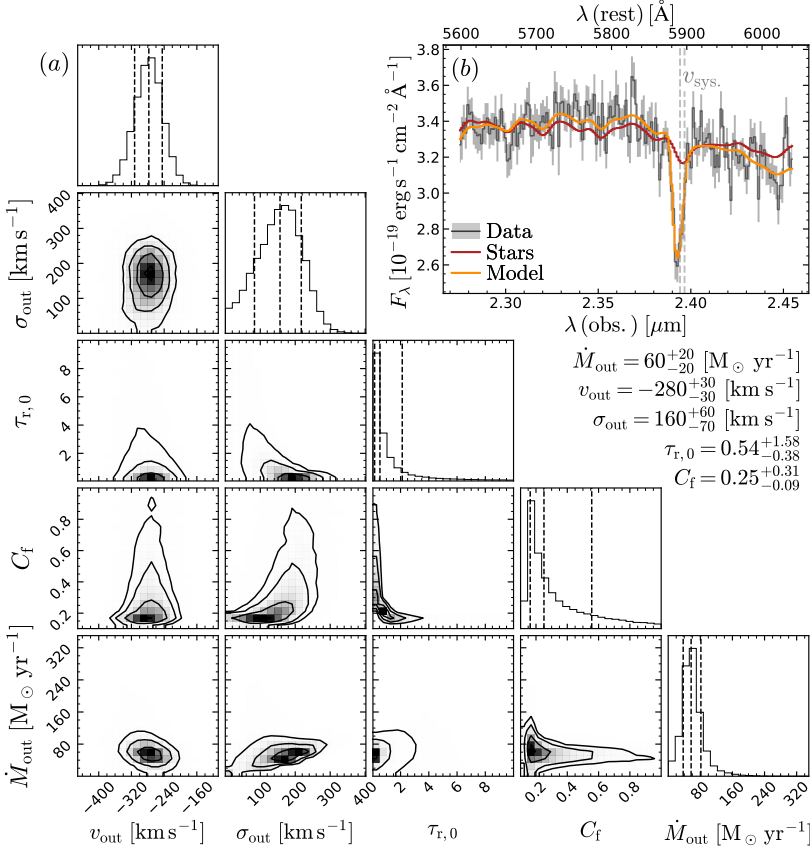 λ (rest) [Å]
5600 5700 5800 5900 6000
(a)
(b)
v_sys.
3.8
3.6
3.4
3.2
3.0
2.8
2.6
F_λ [10⁻¹⁹ erg s⁻¹ cm⁻² Å⁻¹]
Data
Stars
Model
2.30 2.35 2.40 2.45
λ (obs.) [μm]
Ṁ_out = 60⁺²⁰₋₂₀ [M_⊙ yr⁻¹]
v_out = −280⁺³⁰₋₃₀ [km s⁻¹]
σ_out = 160⁺⁶⁰₋₇₀ [km s⁻¹]
τ_r,0 = 0.54^{+1.58}_{−0.38}
C_f = 0.25^{+0.31}_{−0.09}
σ_out [km s⁻¹]
400
300
200
100
τ_r,0
8
6
4
2
C_f
0.8
0.6
0.4
0.2
Ṁ_out [M_⊙ yr⁻¹]
320
240
160
80
−400 −320 −240 −160
100 200 300 400
2 4 6 8
0.2 0.4 0.6 0.8
80 160 240 320
v_out [km s⁻¹]
σ_out [km s⁻¹]
τ_r,0
C_f
Ṁ_out [M_⊙ yr⁻¹]